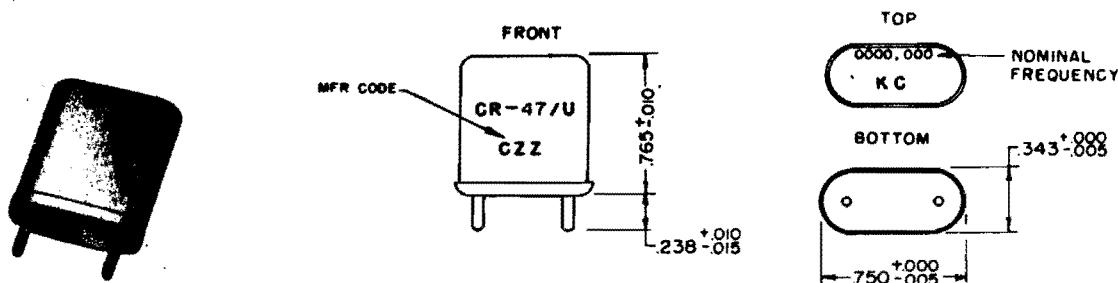 FRONT
MFR CODE
CR-47/U
CZZ
.765±.010
.238 +.010 -.015
TOP
0000.000
KC
NOMINAL
FREQUENCY
BOTTOM
.343 +.000 -.005
.750 +.000 -.005